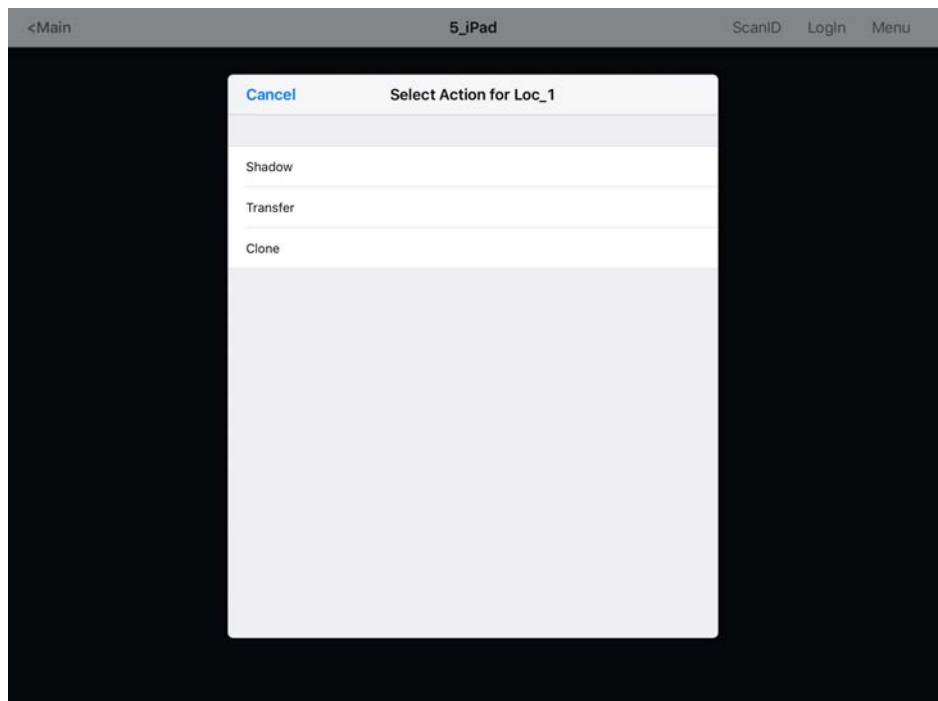 <Main 5_iPad ScanID LogIn Menu
Cancel Select Action for Loc_1
Shadow
Transfer
Clone